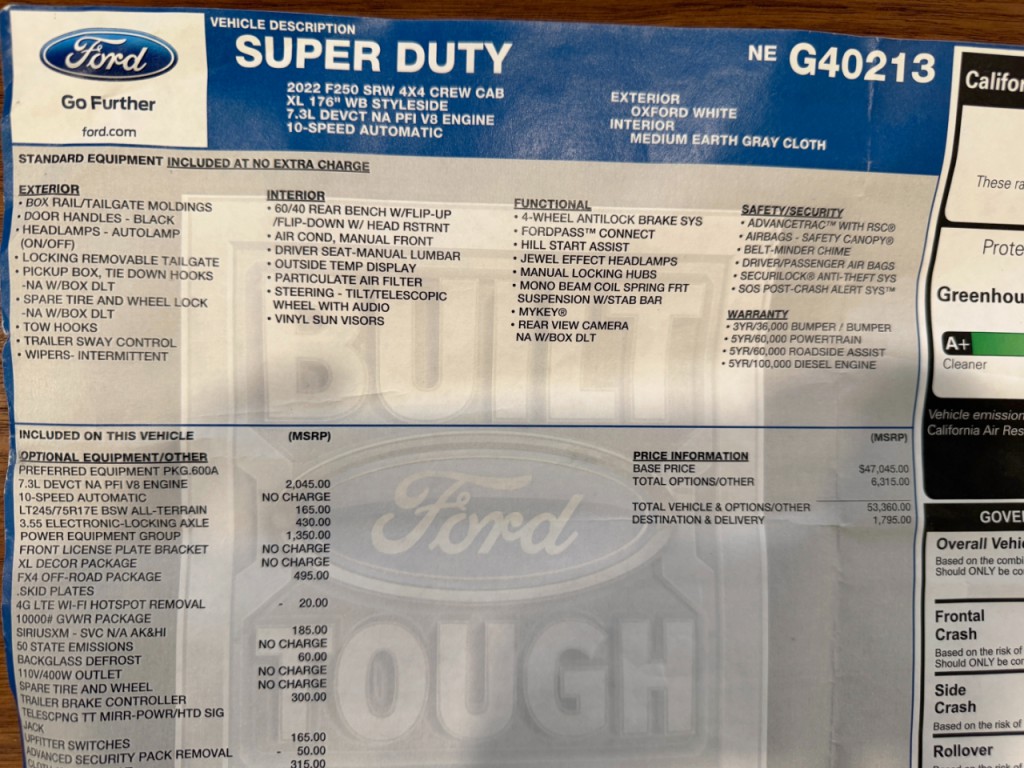 Ford
Go Further
ford.com
VEHICLE DESCRIPTION
SUPER DUTY
2022 F250 SRW 4X4 CREW CAB
XL 176" WB STYLESIDE
7.3L DEVCT NA PFI V8 ENGINE
10-SPEED AUTOMATIC
NE G40213
EXTERIOR
OXFORD WHITE
INTERIOR
MEDIUM EARTH GRAY CLOTH
STANDARD EQUIPMENT INCLUDED AT NO EXTRA CHARGE
EXTERIOR
• BOX RAIL/TAILGATE MOLDINGS
• DOOR HANDLES - BLACK
• HEADLAMPS - AUTOLAMP
(ON/OFF)
• LOCKING REMOVABLE TAILGATE
• PICKUP BOX, TIE DOWN HOOKS
-NA W/BOX DLT
• SPARE TIRE AND WHEEL LOCK
-NA W/BOX DLT
• TOW HOOKS
• TRAILER SWAY CONTROL
• WIPERS- INTERMITTENT
INTERIOR
• 60/40 REAR BENCH W/FLIP-UP
/FLIP-DOWN W/ HEAD RSTRNT
• AIR COND, MANUAL FRONT
• DRIVER SEAT-MANUAL LUMBAR
• OUTSIDE TEMP DISPLAY
• PARTICULATE AIR FILTER
• STEERING - TILT/TELESCOPIC
WHEEL WITH AUDIO
• VINYL SUN VISORS
FUNCTIONAL
• 4-WHEEL ANTILOCK BRAKE SYS
• FORDPASS™ CONNECT
• HILL START ASSIST
• JEWEL EFFECT HEADLAMPS
• MANUAL LOCKING HUBS
• MONO BEAM COIL SPRING FRT
SUSPENSION W/STAB BAR
• MYKEY®
• REAR VIEW CAMERA
NA W/BOX DLT
SAFETY/SECURITY
• ADVANCETRAC™ WITH RSC®
• AIRBAGS - SAFETY CANOPY®
• BELT-MINDER CHIME
• DRIVER/PASSENGER AIR BAGS
• SECURILOCK® ANTI-THEFT SYS
• SOS POST-CRASH ALERT SYS™
WARRANTY
• 3YR/36,000 BUMPER / BUMPER
• 5YR/60,000 POWERTRAIN
• 5YR/60,000 ROADSIDE ASSIST
• 5YR/100,000 DIESEL ENGINE
INCLUDED ON THIS VEHICLE (MSRP)
OPTIONAL EQUIPMENT/OTHER
PREFERRED EQUIPMENT PKG.600A
7.3L DEVCT NA PFI V8 ENGINE 2,045.00
10-SPEED AUTOMATIC NO CHARGE
LT245/75R17E BSW ALL-TERRAIN 165.00
3.55 ELECTRONIC-LOCKING AXLE 430.00
POWER EQUIPMENT GROUP 1,350.00
FRONT LICENSE PLATE BRACKET NO CHARGE
XL DECOR PACKAGE NO CHARGE
FX4 OFF-ROAD PACKAGE 495.00
.SKID PLATES
4G LTE WI-FI HOTSPOT REMOVAL - 20.00
10000# GVWR PACKAGE
SIRIUSXM - SVC N/A AK&HI 185.00
50 STATE EMISSIONS NO CHARGE
BACKGLASS DEFROST 60.00
110V/400W OUTLET NO CHARGE
SPARE TIRE AND WHEEL NO CHARGE
TRAILER BRAKE CONTROLLER 300.00
TELESCPNG TT MIRR-POWR/HTD SIG
JACK
UPFITTER SWITCHES 165.00
ADVANCED SECURITY PACK REMOVAL - 50.00
315.00
(MSRP)
PRICE INFORMATION
BASE PRICE $47,045.00
TOTAL OPTIONS/OTHER 6,315.00
TOTAL VEHICLE & OPTIONS/OTHER 53,360.00
DESTINATION & DELIVERY 1,795.00
BUILT
Ford
TOUGH
Califor
These ra
Prote
Greenhou
A+
Cleaner
Vehicle emission
California Air Res
GOVE
Overall Vehic
Based on the combi
Should ONLY be co
Frontal
Crash
Based on the risk of
Should ONLY be com
Side
Crash
Based on the risk of
Rollover